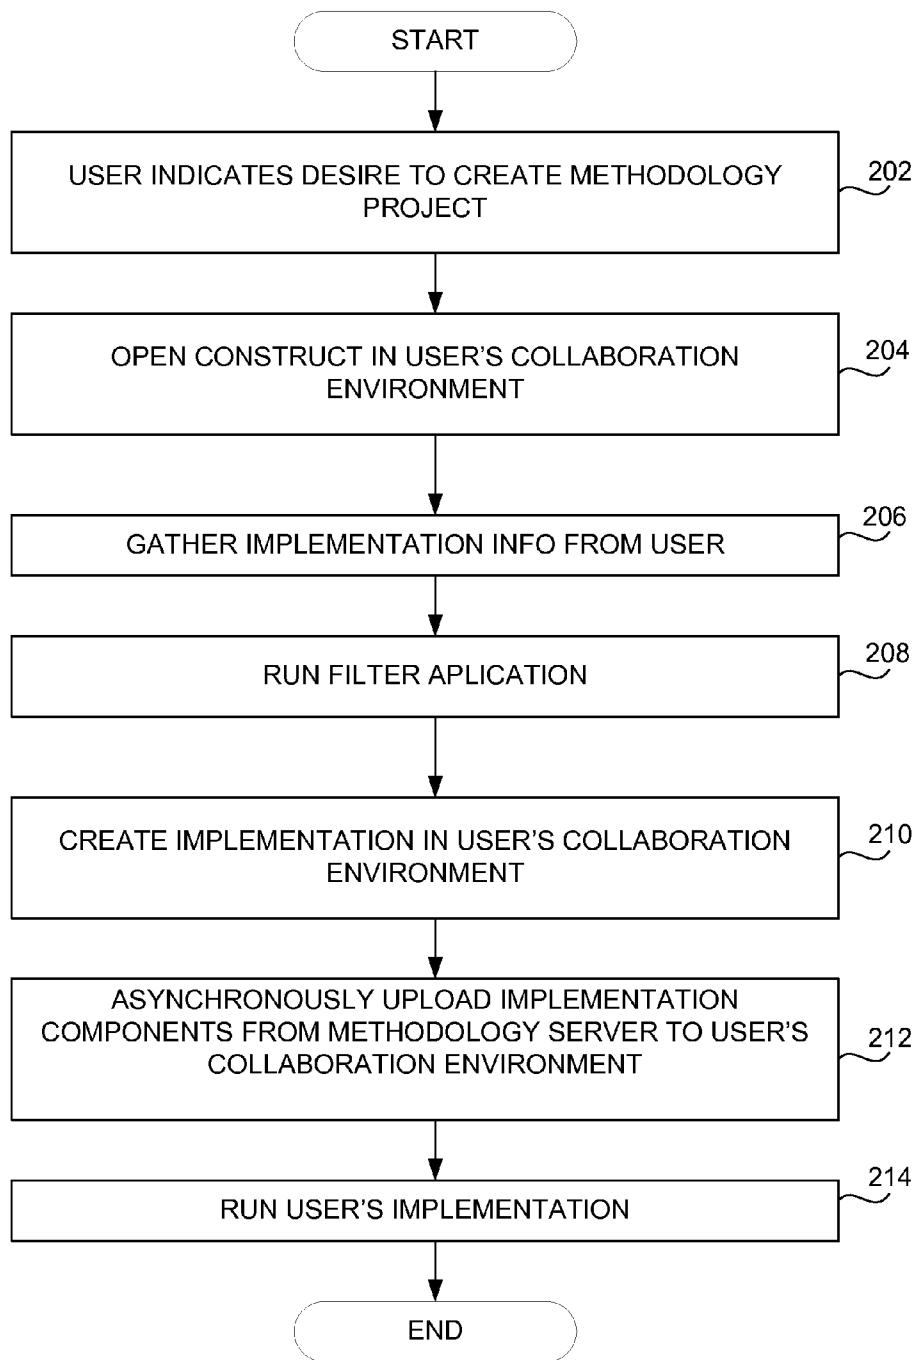 START
USER INDICATES DESIRE TO CREATE METHODOLOGY
PROJECT
202
OPEN CONSTRUCT IN USER'S COLLABORATION
ENVIRONMENT
204
GATHER IMPLEMENTATION INFO FROM USER
206
RUN FILTER APLICATION
208
CREATE IMPLEMENTATION IN USER'S COLLABORATION
ENVIRONMENT
210
ASYNCHRONOUSLY UPLOAD IMPLEMENTATION
COMPONENTS FROM METHODOLOGY SERVER TO USER'S
COLLABORATION ENVIRONMENT
212
RUN USER'S IMPLEMENTATION
214
END